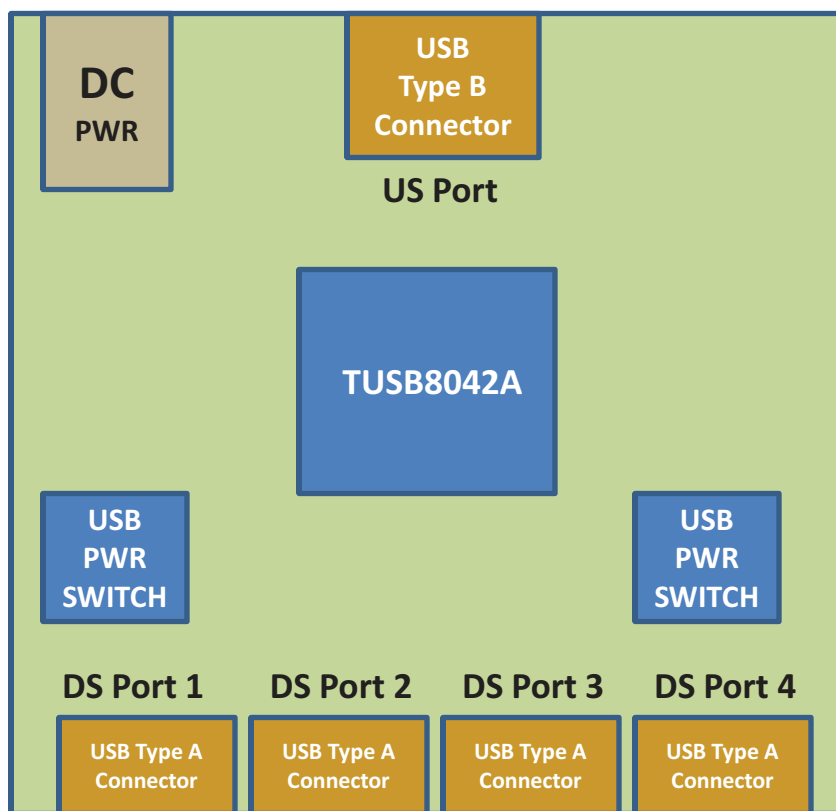 DC
PWR
USB
Type B
Connector
US Port
TUSB8042A
USB
PWR
SWITCH
USB
PWR
SWITCH
DS Port 1
DS Port 2
DS Port 3
DS Port 4
USB Type A
Connector
USB Type A
Connector
USB Type A
Connector
USB Type A
Connector